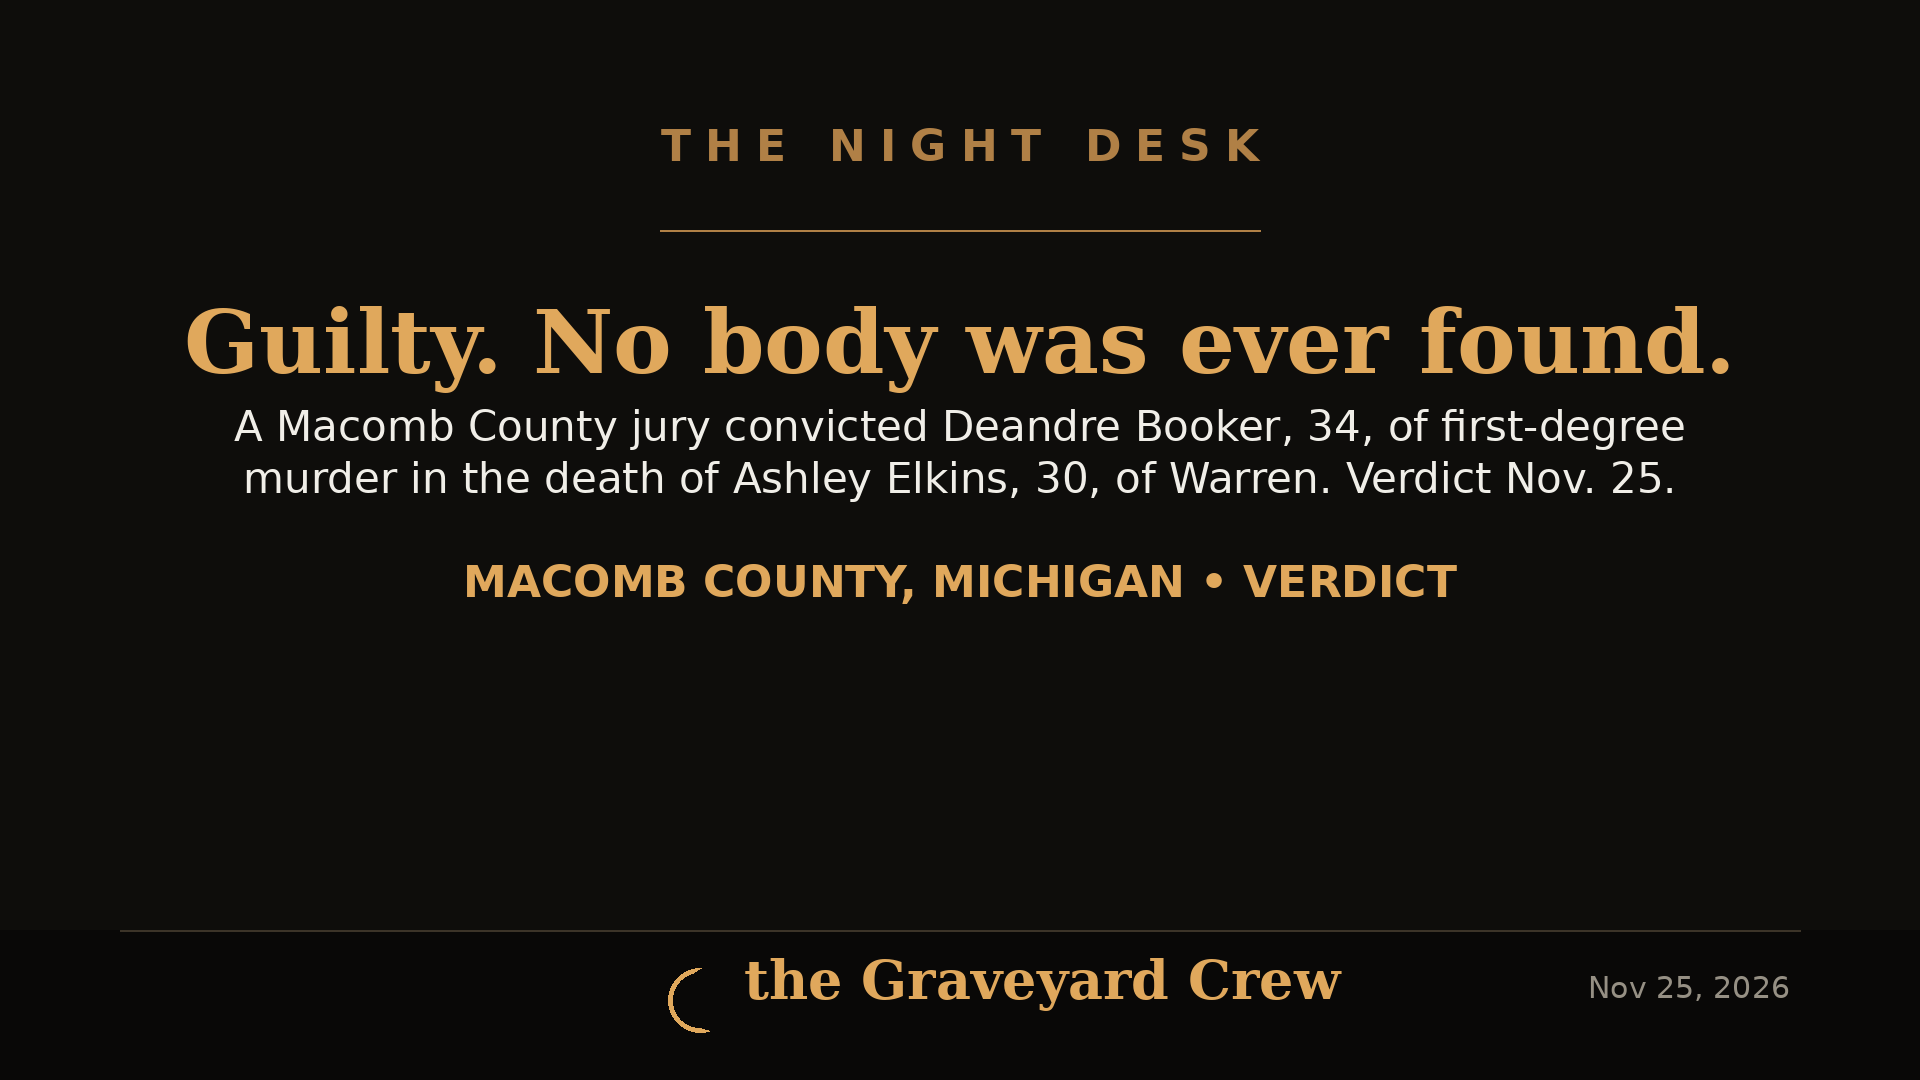 THE NIGHT DESK
Guilty. No body was ever found.
A Macomb County jury convicted Deandre Booker, 34, of first-degree
murder in the death of Ashley Elkins, 30, of Warren. Verdict Nov. 25.
MACOMB COUNTY, MICHIGAN • VERDICT
the Graveyard Crew
Nov 25, 2026